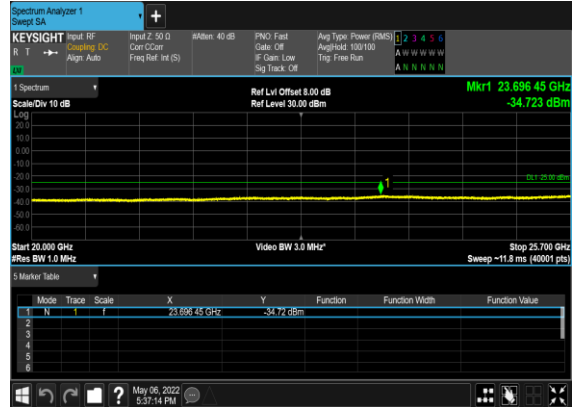 Spectrum Analyzer 1
Swept SA
+
KEYSIGHT Input: RF Input Z: 50 Ω #Atten: 40 dB PNO: Fast Avg Type: Power (RMS) 1 2 3 4 5 6
R T Coupling: DC Corr CCorr Gate: Off Avg|Hold: 100/100 A W W W W W
Align: Auto Freq Ref: Int (S) IF Gain: Low Trig: Free Run
Sig Track: Off A N N N N N
1 Spectrum Ref Lvl Offset 8.00 dB Mkr1 23.696 45 GHz
Scale/Div 10 dB Ref Level 30.00 dBm -34.723 dBm
Log
20.0
10.0
0.00
-10.0
-20.0
DL1 -25.00 dBm
1
-30.0
-40.0
-50.0
-60.0
Start 20.000 GHz Video BW 3.0 MHz* Stop 25.700 GHz
#Res BW 1.0 MHz Sweep ~11.8 ms (40001 pts)
5 Marker Table
Mode Trace Scale X Y Function Function Width Function Value
1 N 1 f 23.696 45 GHz -34.72 dBm
2
3
4
5
6
? May 06, 2022
5:37:14 PM